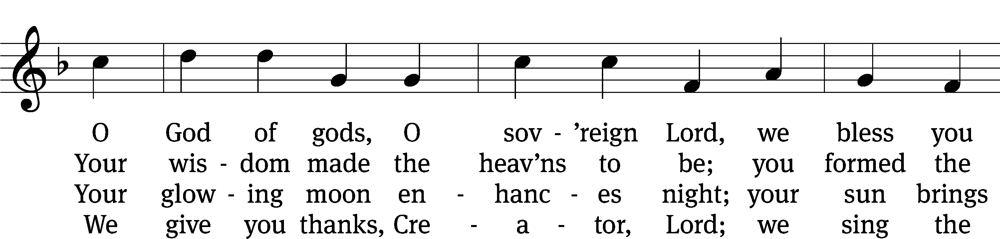 O God of gods, O sov - ’reign Lord, we bless you
Your wis - dom made the heav’ns to be; you formed the
Your glow - ing moon en - hanc - es night; your sun brings
We give you thanks, Cre - a - tor, Lord; we sing the